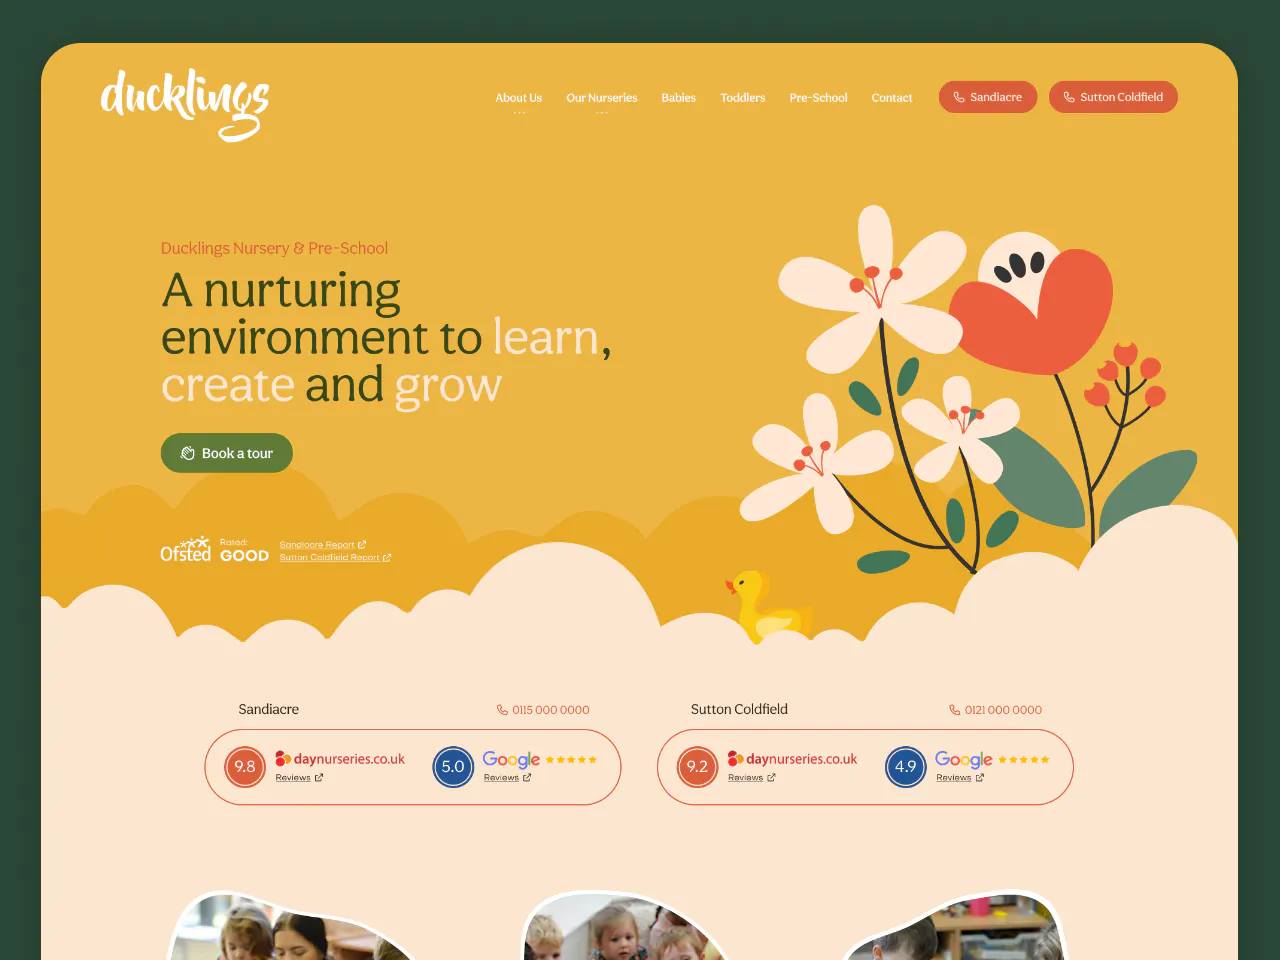 ducklings
About Us
Our Nurseries
Babies
Toddlers
Pre-School
Contact
Sandiacre
Sutton Coldfield
Ducklings Nursery & Pre-School
A nurturing
environment to learn,
create and grow
Book a tour
Ofsted
Rated:
GOOD
Sandiacre Report
Sutton Coldfield Report
Sandiacre
0115 000 0000
9.8
daynurseries.co.uk
Reviews
5.0
Google
Reviews
Sutton Coldfield
0121 000 0000
9.2
daynurseries.co.uk
Reviews
4.9
Google
Reviews